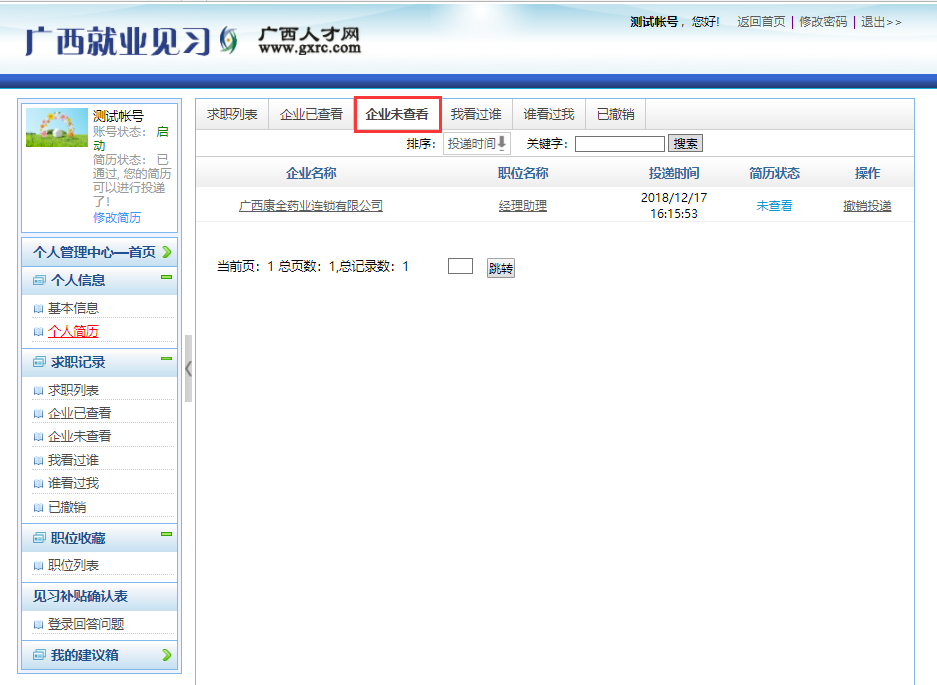 广西就业见习
广西人才网
www.gxrc.com
测试帐号 ，您好! 返回首页 | 修改密码 | 退出>>
测试帐号
账号状态： 启
动
简历状态： 已
通过, 您的简历
可以进行投递
了！
修改简历
个人管理中心—首页
个人信息
基本信息
个人简历
求职记录
求职列表
企业已查看
企业未查看
我看过谁
谁看过我
已撤销
职位收藏
职位列表
见习补贴确认表
登录回答问题
我的建议箱
求职列表 企业已查看 企业未查看 我看过谁 谁看过我 已撤销
排序： 投递时间⬇ 关键字： 搜索
企业名称 职位名称 投递时间 简历状态 操作
广西康全药业连锁有限公司 经理助理 2018/12/17 16:15:53 未查看 撤销投递
当前页：1 总页数：1,总记录数：1 跳转